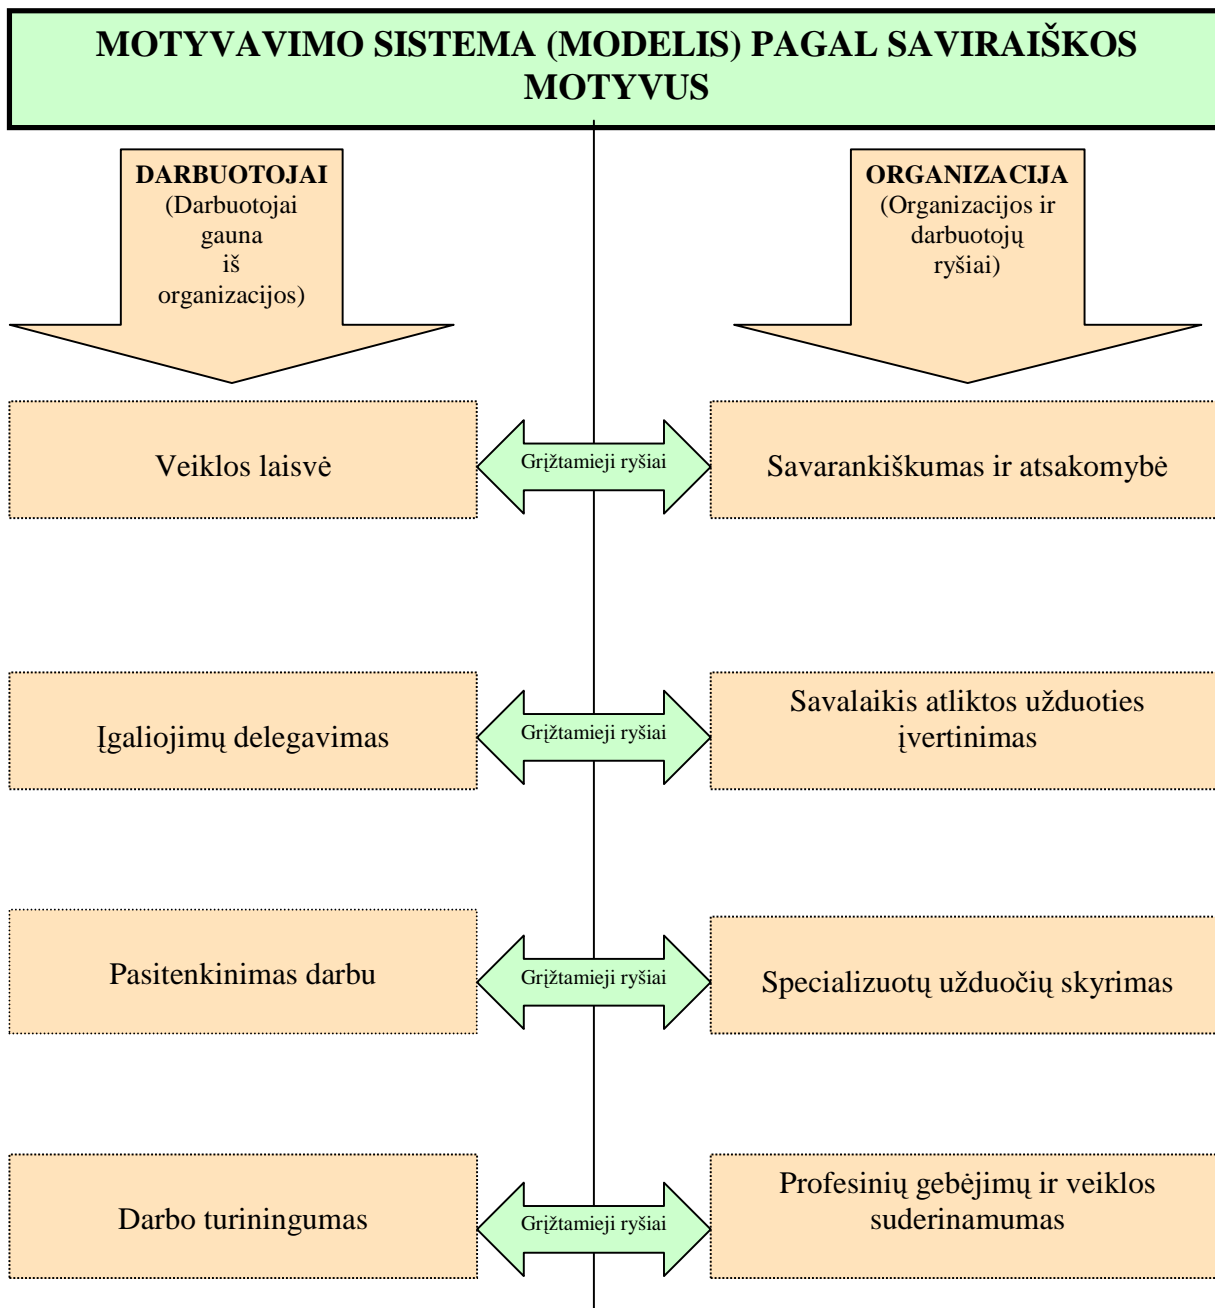 MOTYVAVIMO SISTEMA (MODELIS) PAGAL SAVIRAIŠKOS
MOTYVUS
DARBUOTOJAI
(Darbuotojai
gauna
iš
organizacijos)
ORGANIZACIJA
(Organizacijos ir
darbuotojų
ryšiai)
Veiklos laisvė
Grįžtamieji ryšiai
Savarankiškumas ir atsakomybė
Įgaliojimų delegavimas
Grįžtamieji ryšiai
Savalaikis atliktos užduoties
įvertinimas
Pasitenkinimas darbu
Grįžtamieji ryšiai
Specializuotų užduočių skyrimas
Darbo turiningumas
Grįžtamieji ryšiai
Profesinių gebėjimų ir veiklos
suderinamumas